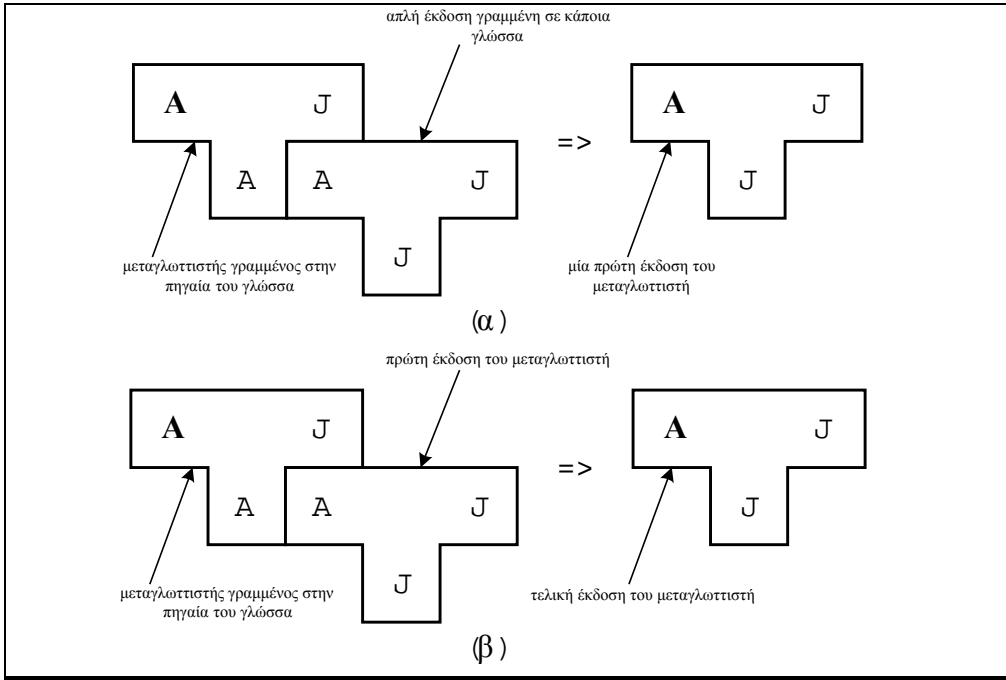 απλή έκδοση γραμμένη σε κάποια
γλώσσα
A J A J
=>
A A J J
J
μεταγλωττιστής γραμμένος στην
πηγαία του γλώσσα
μία πρώτη έκδοση του
μεταγλωττιστή
(α)
πρώτη έκδοση του μεταγλωττιστή
A J A J
=>
A A J J
J
μεταγλωττιστής γραμμένος στην
πηγαία του γλώσσα
τελική έκδοση του μεταγλωττιστή
(β)